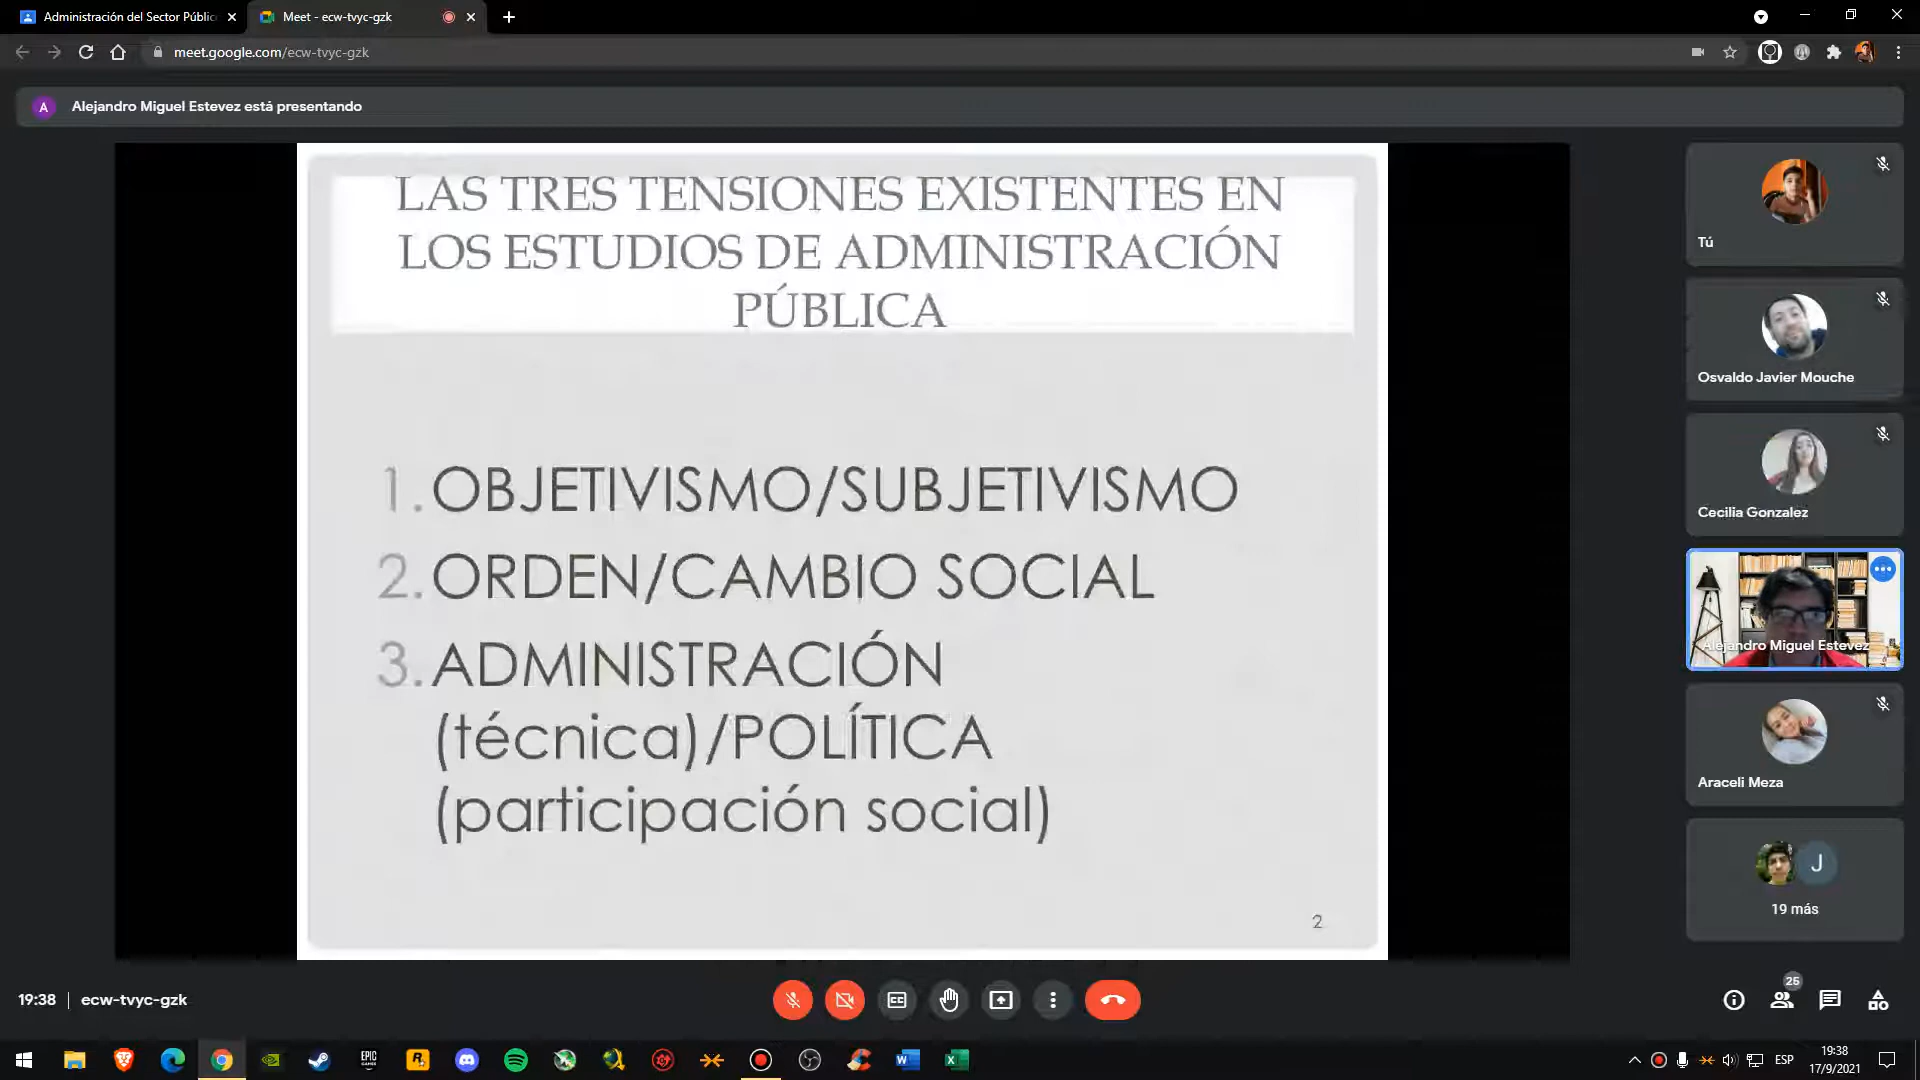 Administración del Sector Públic
Meet - ecw-tvyc-gzk
meet.google.com/ecw-tvyc-gzk
A
Alejandro Miguel Estevez está presentando
LAS TRES TENSIONES EXISTENTES EN
LOS ESTUDIOS DE ADMINISTRACIÓN
PÚBLICA
1. OBJETIVISMO/SUBJETIVISMO
2. ORDEN/CAMBIO SOCIAL
3. ADMINISTRACIÓN
(técnica)/POLÍTICA
(participación social)
2
Tú
Osvaldo Javier Mouche
Cecilia Gonzalez
Alejandro Miguel Estevez
Araceli Meza
J
19 más
19:38
ecw-tvyc-gzk
CC
25
EPIC
GAMES
R
W
X
ESP
19:38
17/9/2021